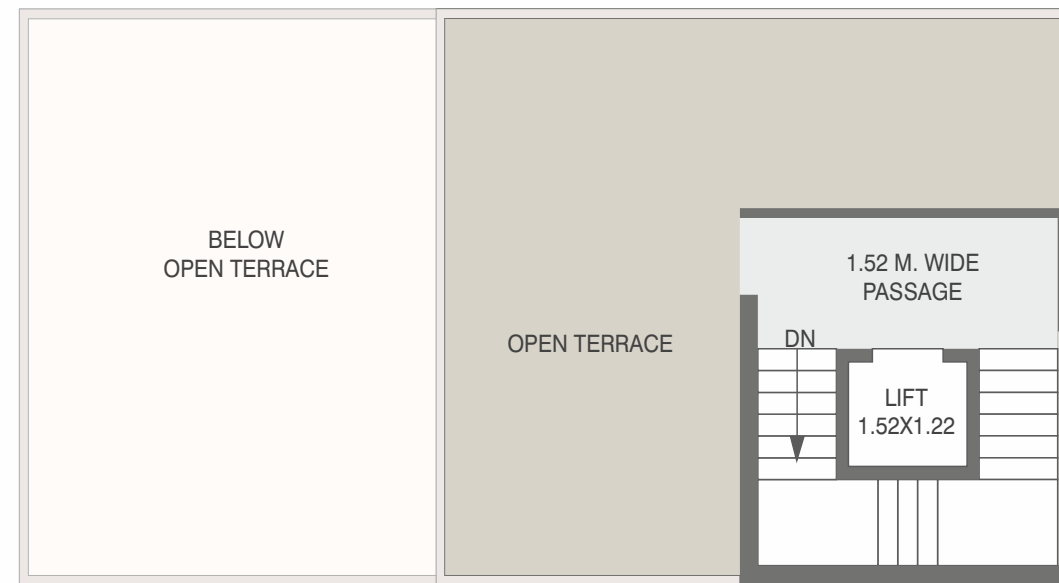 BELOW
OPEN TERRACE
OPEN TERRACE
1.52 M. WIDE
PASSAGE
DN
LIFT
1.52X1.22